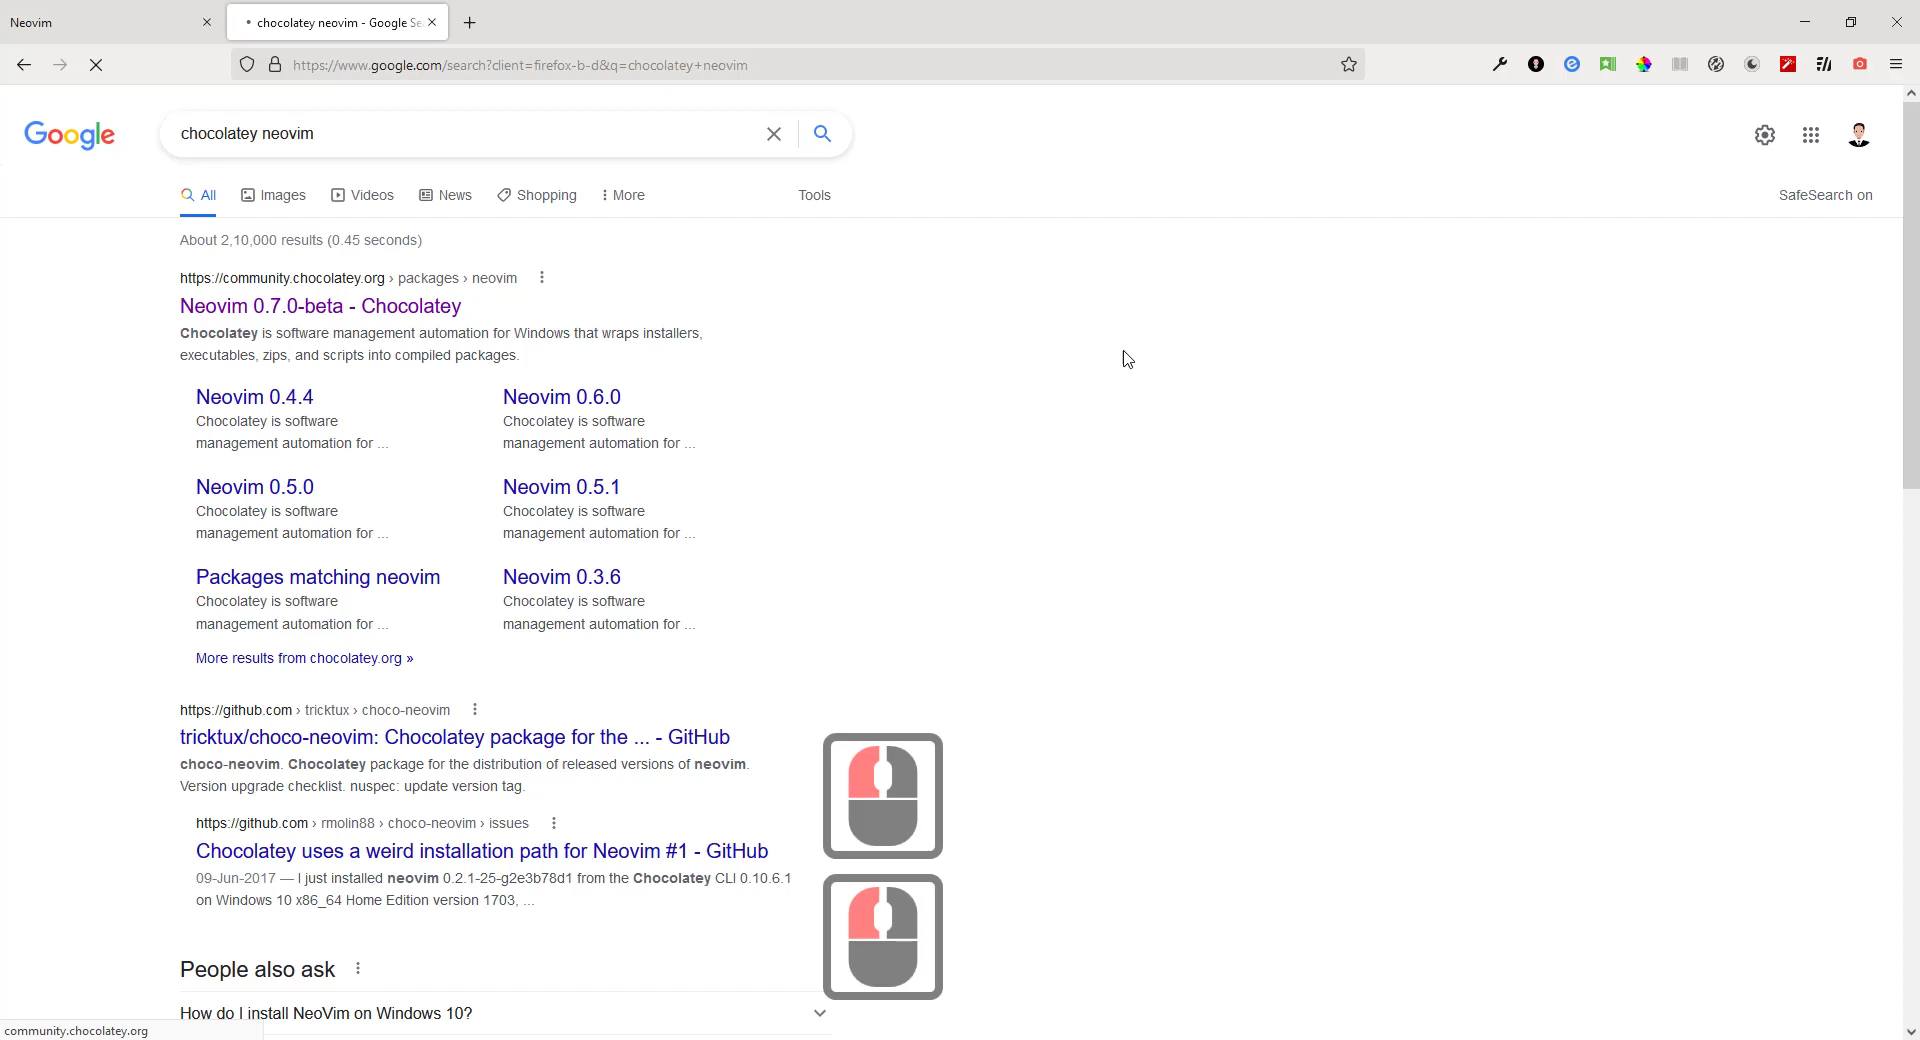 Neovim
chocolatey neovim - Google Se
https://www.google.com/search?client=firefox-b-d&q=chocolatey+neovim
Google
chocolatey neovim
All
Images
Videos
News
Shopping
More
Tools
SafeSearch on
About 2,10,000 results (0.45 seconds)
https://community.chocolatey.org › packages › neovim
Neovim 0.7.0-beta - Chocolatey
Chocolatey is software management automation for Windows that wraps installers,
executables, zips, and scripts into compiled packages.
Neovim 0.4.4
Chocolatey is software
management automation for ...
Neovim 0.6.0
Chocolatey is software
management automation for ...
Neovim 0.5.0
Chocolatey is software
management automation for ...
Neovim 0.5.1
Chocolatey is software
management automation for ...
Packages matching neovim
Chocolatey is software
management automation for ...
Neovim 0.3.6
Chocolatey is software
management automation for ...
More results from chocolatey.org »
https://github.com › tricktux › choco-neovim
tricktux/choco-neovim: Chocolatey package for the ... - GitHub
choco-neovim. Chocolatey package for the distribution of released versions of neovim.
Version upgrade checklist. nuspec: update version tag.
https://github.com › rmolin88 › choco-neovim › issues
Chocolatey uses a weird installation path for Neovim #1 - GitHub
09-Jun-2017 — I just installed neovim 0.2.1-25-g2e3b78d1 from the Chocolatey CLI 0.10.6.1
on Windows 10 x86_64 Home Edition version 1703, ...
People also ask
How do I install NeoVim on Windows 10?
community.chocolatey.org